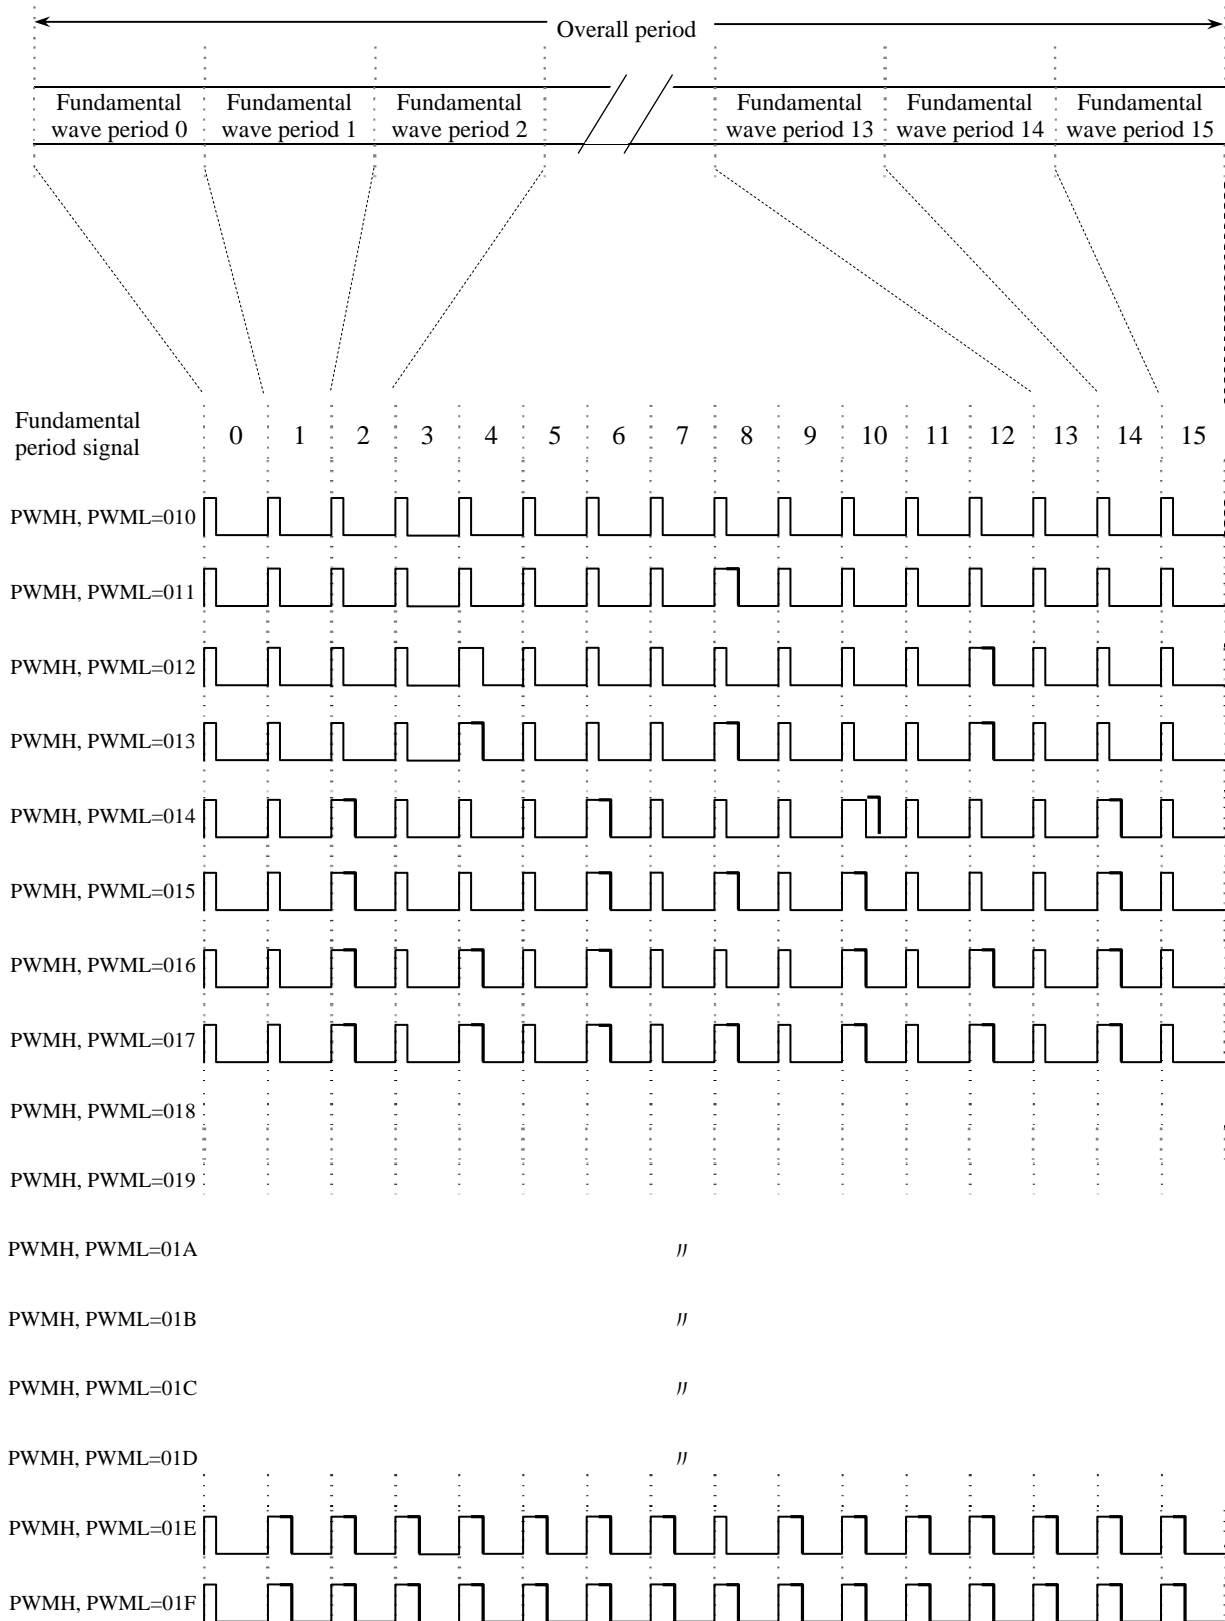 Overall period
Fundamental wave period 0
Fundamental wave period 1
Fundamental wave period 2
Fundamental wave period 13
Fundamental wave period 14
Fundamental wave period 15
Fundamental period signal
0 1 2 3 4 5 6 7 8 9 10 11 12 13 14 15
PWMH, PWML=010
PWMH, PWML=011
PWMH, PWML=012
PWMH, PWML=013
PWMH, PWML=014
PWMH, PWML=015
PWMH, PWML=016
PWMH, PWML=017
PWMH, PWML=018
PWMH, PWML=019
PWMH, PWML=01A 〃
PWMH, PWML=01B 〃
PWMH, PWML=01C 〃
PWMH, PWML=01D 〃
PWMH, PWML=01E
PWMH, PWML=01F